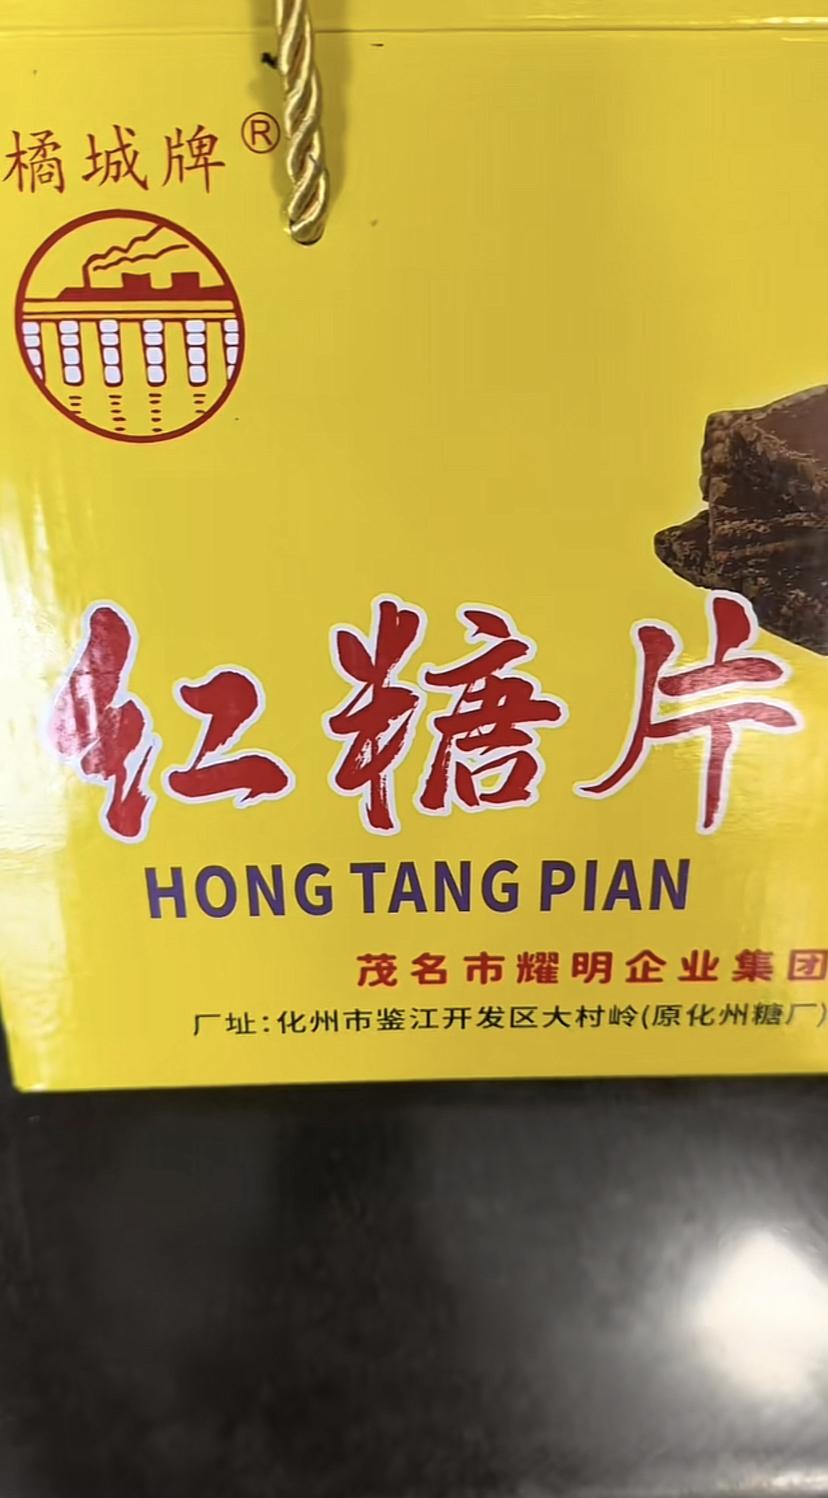 橘城牌®
红糖片
HONG TANG PIAN
茂名市耀明企业集团
厂址:化州市鉴江开发区大村岭(原化州糖厂)